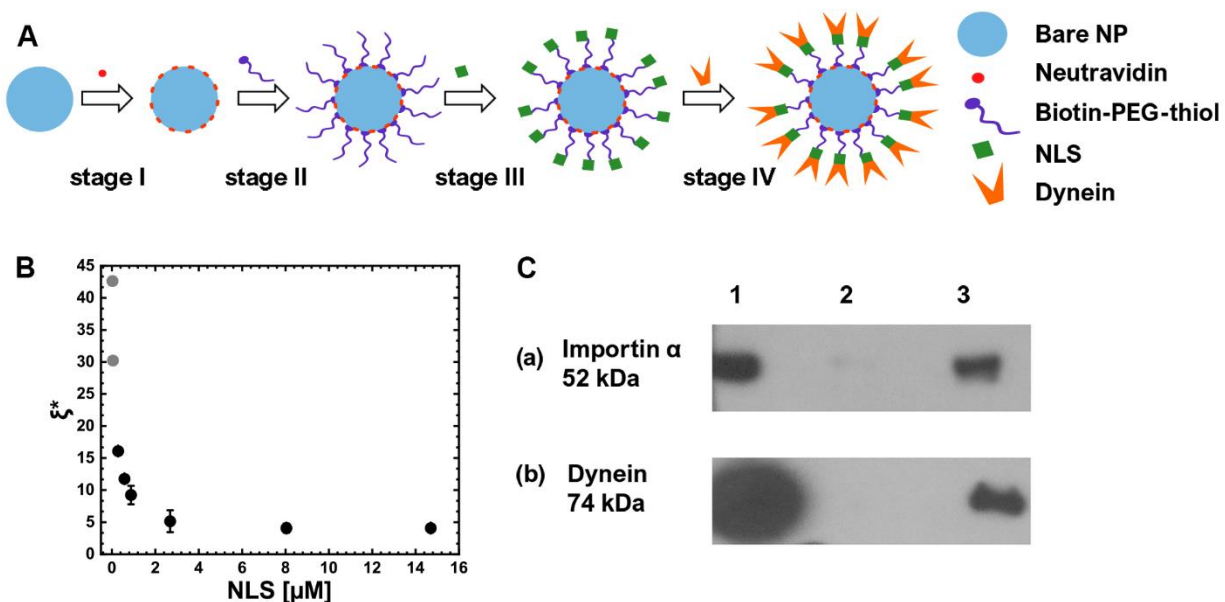 A
stage I
stage II
stage III
stage IV
Bare NP
Neutravidin
Biotin-PEG-thiol
NLS
Dynein
B
ξ*
45
40
35
30
25
20
15
10
5
0
0 2 4 6 8 10 12 14 16
NLS [µM]
C
1 2 3
(a) Importin α
52 kDa
(b) Dynein
74 kDa